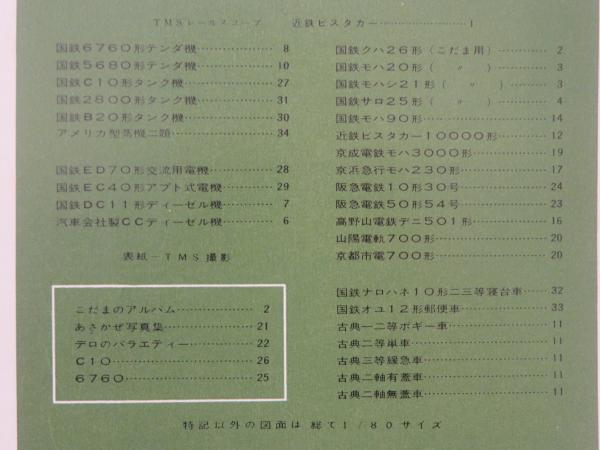 TMSレールスコープ 近鉄ビスタカー……………………1
国鉄6760形テンダ機……………… 8
国鉄5680形テンダ機………………10
国鉄C10形タンク機………………27
国鉄2800形タンク機………………31
国鉄B20形タンク機………………30
アメリカ型蒸機二題………………34
国鉄ED70形交流用電機……………28
国鉄EC40形アプト式電機…………29
国鉄DC11形ディーゼル機………… 7
汽車会社製CCディーゼル機………… 6
表紙−TMS撮影
こだまのアルバム……………… 2
あさかぜ写真集………………21
デロのバラエティー……………22
C10………………26
6760………………25
国鉄クハ26形(こだま用)………… 2
国鉄モハ20形( 〃 )………… 3
国鉄モハシ21形( 〃 )………… 3
国鉄サロ25形( 〃 )………… 4
国鉄モハ90形………………14
近鉄ビスタカー10000形…………12
京成電鉄モハ3000形………………19
京浜急行モハ230形………………17
阪急電鉄10形30号………………24
阪急電鉄50形54号………………23
高野山電鉄デニ501形………………16
山陽電軌700形………………20
京都市電700形………………20
国鉄ナロハネ10形二三等寝台車……32
国鉄オユ12形郵便車………………33
古典一二等ボギー車………………11
古典二等単車………………11
古典三等緩急車………………11
古典二軸有蓋車………………11
古典二軸無蓋車………………11
特記以外の図面は総て1/80サイズ